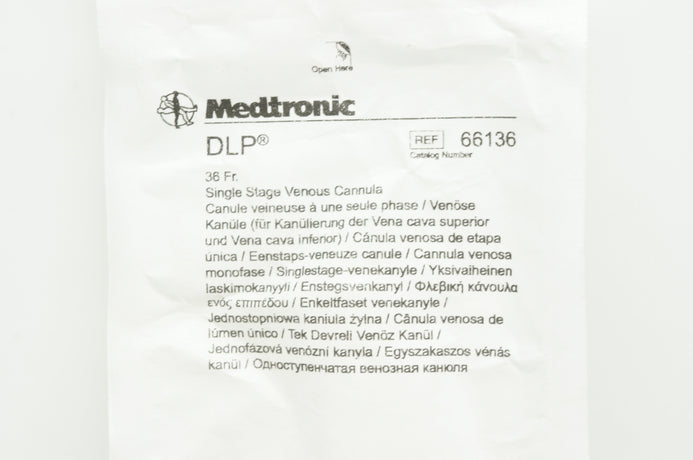 Open Here
Medtronic
DLP®
REF 66136
Catalog Number
36 Fr.
Single Stage Venous Cannula
Canule veineuse à une seule phase / Venöse
Kanüle (für Kanülierung der Vena cava superior
und Vena cava inferior) / Cánula venosa de etapa
única / Eenstaps-veneuze canule / Cannula venosa
monofase / Singlestage-venekanyle / Yksivaiheinen
laskimokanyyli / Enstegsvenkanyl / Φλεβική κάνουλα
ενός επιπέδου / Enkeltfaset venekanyle /
Jednostopniowa kaniula żylna / Cânula venosa de
lúmen único / Tek Devreli Venöz Kanül /
Jednofázová venózní kanyla / Egyszakaszos vénás
kanül / Одноступенчатая венозная канюля